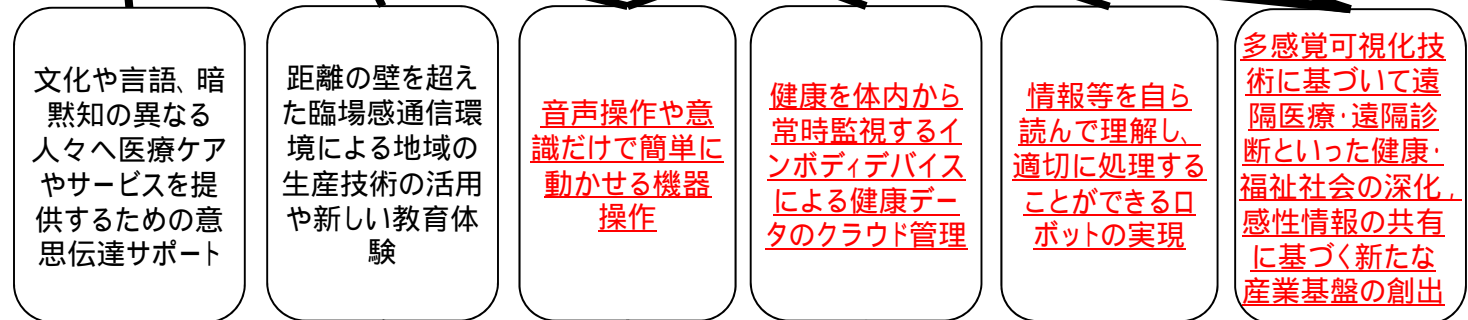 文化や言語、暗
黙知の異なる
人々へ医療ケア
やサービスを提
供するための意
思伝達サポート
距離の壁を超え
た臨場感通信環
境による地域の
生産技術の活用
や新しい教育体
験
音声操作や意
識だけで簡単に
動かせる機器
操作
健康を体内から
常時監視するイ
ンボディデバイス
による健康デー
タのクラウド管理
情報等を自ら
読んで理解し、
適切に処理する
ことができるロ
ボットの実現
多感覚可視化技
術に基づいて遠
隔医療・遠隔診
断といった健康・
福祉社会の深化,
感性情報の共有
に基づく新たな
産業基盤の創出